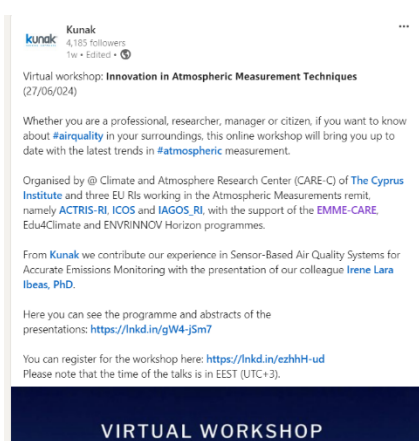 kunak
Kunak
4,185 followers
1w • Edited •
Virtual workshop: Innovation in Atmospheric Measurement Techniques
(27/06/024)
Whether you are a professional, researcher, manager or citizen, if you want to know
about #airquality in your surroundings, this online workshop will bring you up to
date with the latest trends in #atmospheric measurement.
Organised by @ Climate and Atmosphere Research Center (CARE-C) of The Cyprus
Institute and three EU RIs working in the Atmospheric Measurements remit,
namely ACTRIS-RI, ICOS and IAGOS_RI, with the support of the EMME-CARE,
Edu4Climate and ENVRINNOV Horizon programmes.
From Kunak we contribute our experience in Sensor-Based Air Quality Systems for
Accurate Emissions Monitoring with the presentation of our colleague Irene Lara
Ibeas, PhD.
Here you can see the programme and abstracts of the
presentations: https://lnkd.in/gW4-jSm7
You can register for the workshop here: https://lnkd.in/ezhhH-ud
Please note that the time of the talks is in EEST (UTC+3).
VIRTUAL WORKSHOP